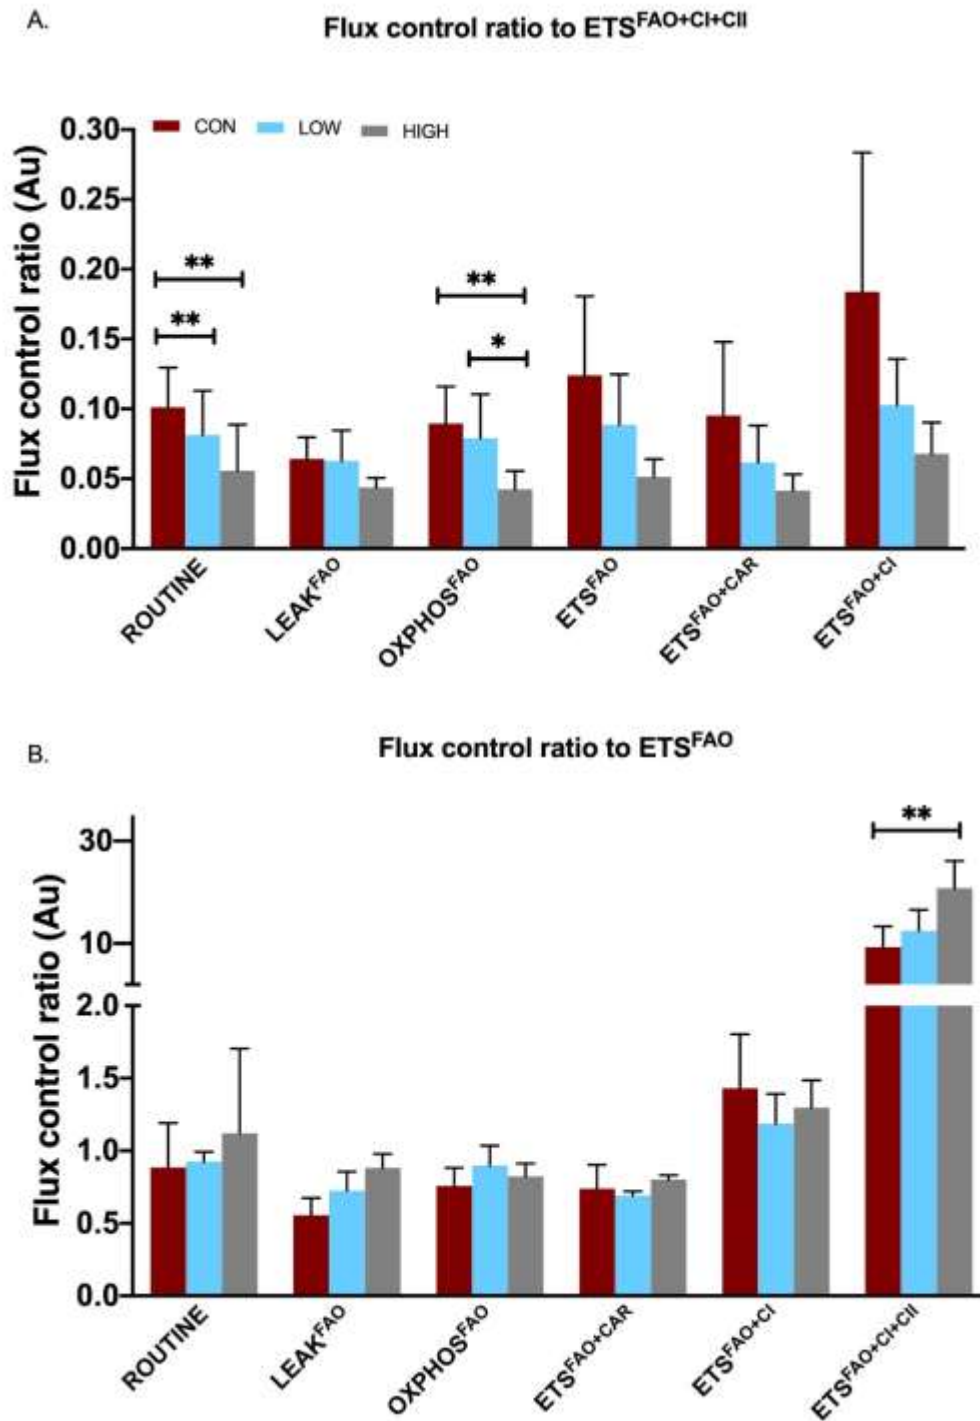 A.
Flux control ratio to ETSFAO+CI+CII
CON LOW HIGH
Flux control ratio (Au)
0.30
0.25
0.20
0.15
0.10
0.05
0.00
**
**
**
*
ROUTINE
LEAKFAO
OXPHOSFAO
ETSFAO
ETSFAO+CAR
ETSFAO+CI
B.
Flux control ratio to ETSFAO
Flux control ratio (Au)
30
10
2.0
1.5
1.0
0.5
0.0
**
ROUTINE
LEAKFAO
OXPHOSFAO
ETSFAO+CAR
ETSFAO+CI
ETSFAO+CI+CII